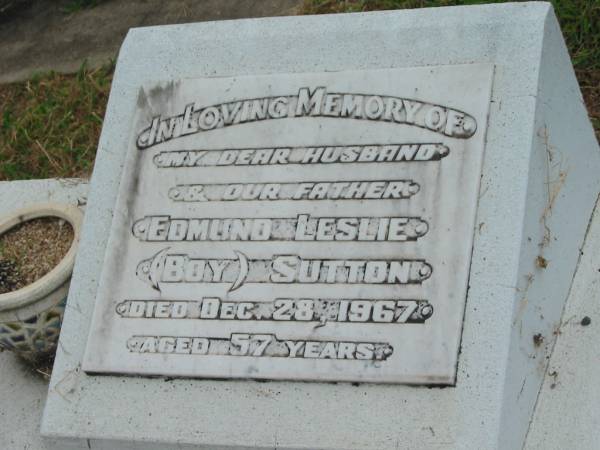 IN LOVING MEMORY OF
MY DEAR HUSBAND
& OUR FATHER
EDMUND LESLIE
(BOY) SUTTON
DIED DEC. 28, 1967
AGED 57 YEARS